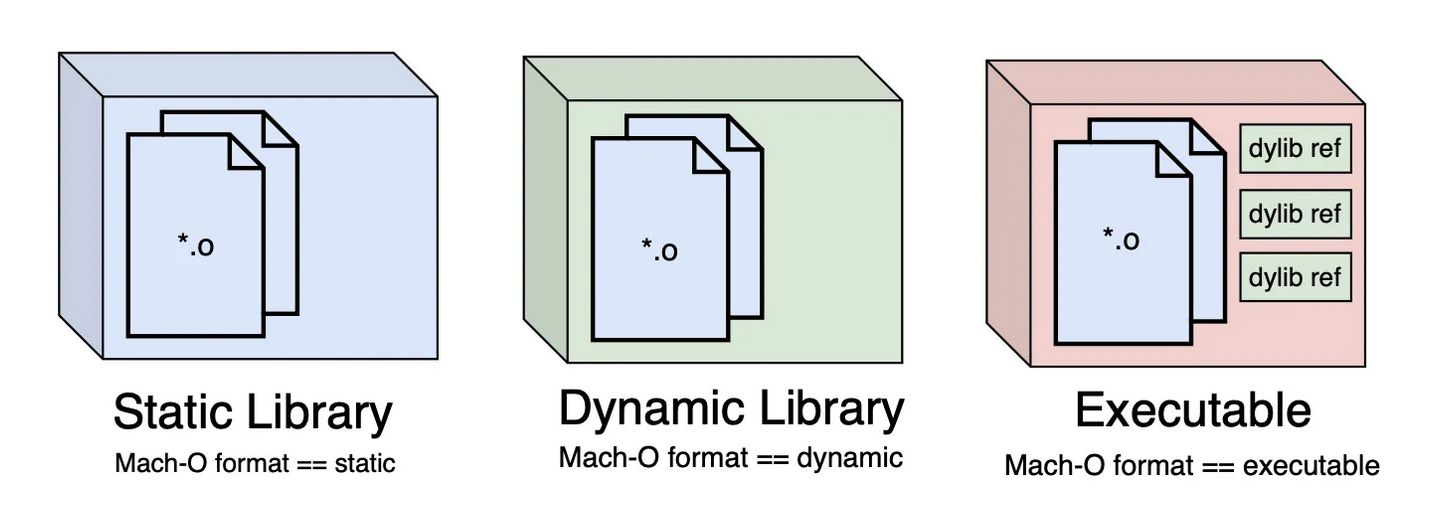 *.o
Static Library
Mach-O format == static
*.o
Dynamic Library
Mach-O format == dynamic
*.o
dylib ref
dylib ref
dylib ref
Executable
Mach-O format == executable